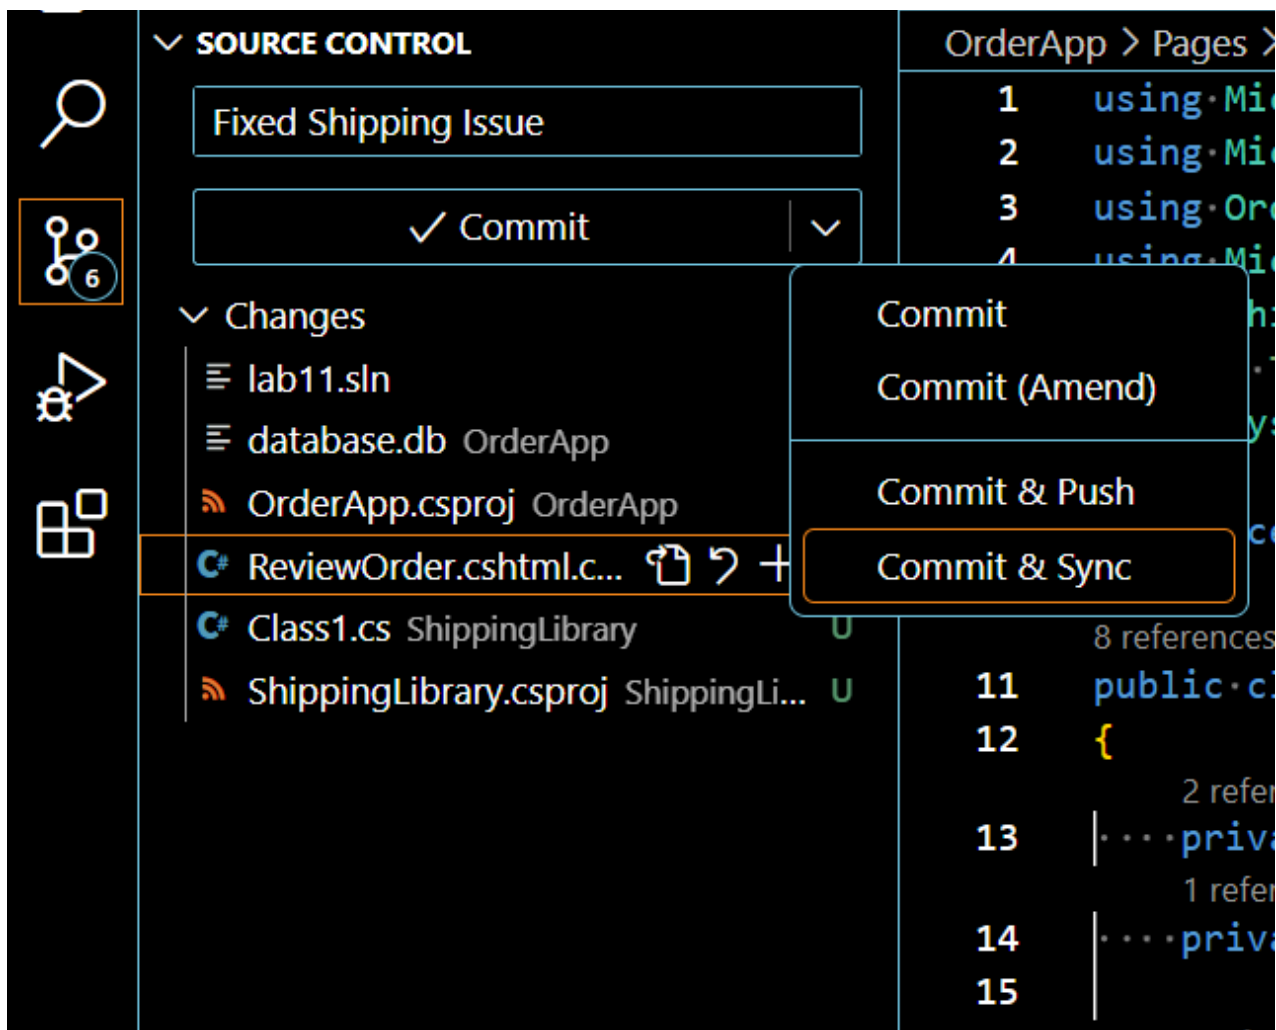 SOURCE CONTROL
Fixed Shipping Issue
Commit
6
Changes
lab11.sln
database.db OrderApp
OrderApp.csproj OrderApp
C# ReviewOrder.cshtml.c...
C# Class1.cs ShippingLibrary U
ShippingLibrary.csproj ShippingLi... U
Commit
Commit (Amend)
Commit & Push
Commit & Sync
OrderApp > Pages >
1 using·
2 using·
3 using·
4 using·
8 references
11 public·
12 {
13 ····
14 ····
15